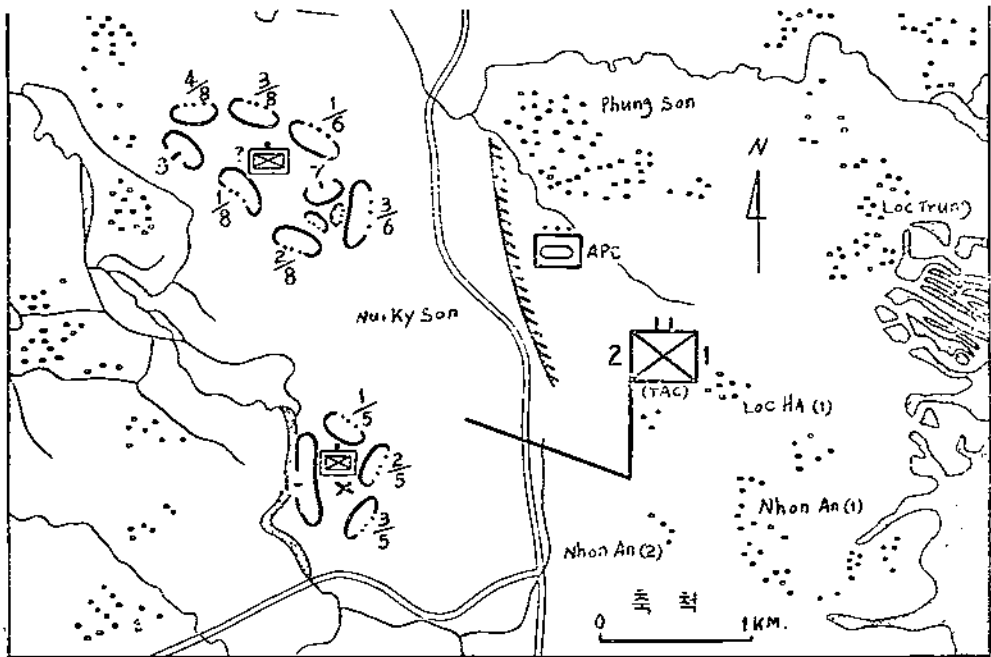 4/8
3/8
1/6
Phung Son
N
?
3
1/8
3/6
Loc Trung
2/8
APC
Nui Ky Son
2
1
(TAC)
Loc HA (1)
1/5
2/5
3/5
Nhon An (1)
Nhon An (2)
축 척
0
1KM.